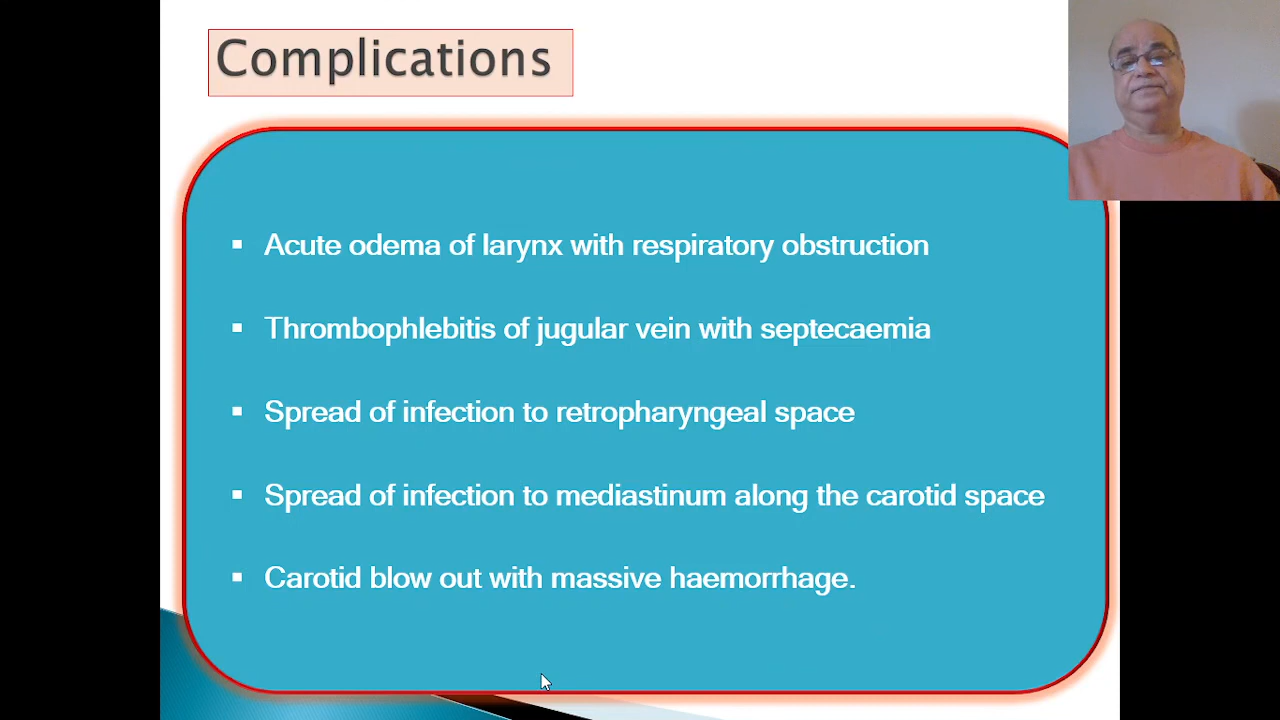 Complications
▪ Acute odema of larynx with respiratory obstruction
▪ Thrombophlebitis of jugular vein with septecaemia
▪ Spread of infection to retropharyngeal space
▪ Spread of infection to mediastinum along the carotid space
▪ Carotid blow out with massive haemorrhage.